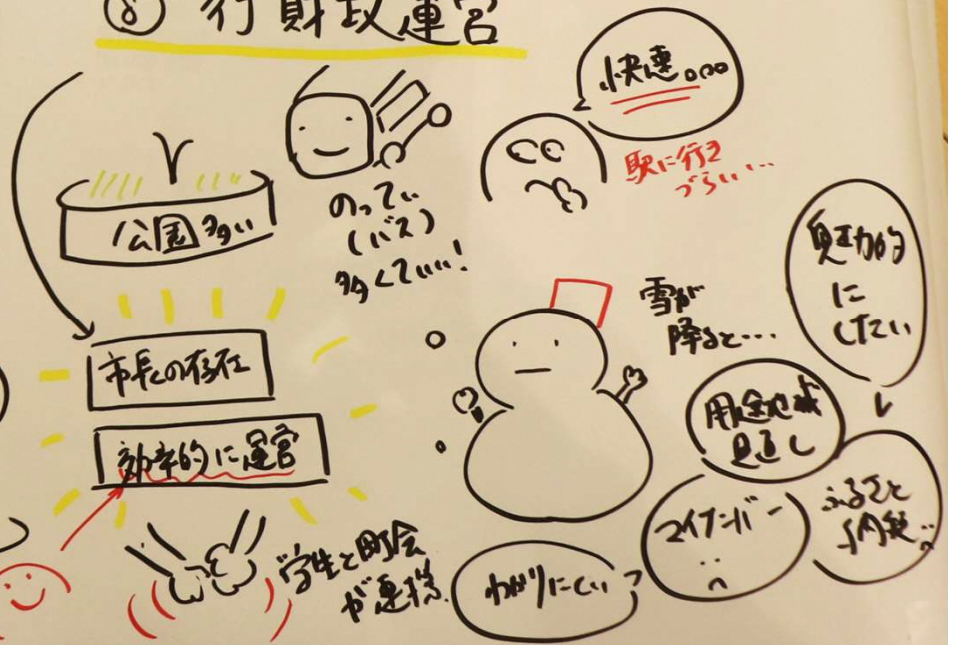 ⑧ 行財政運営
公園多い
のってい
(バス)
多くていい!
快速。。。
駅に行き
づらい...
市長の存在
効率的に運営
学生と町会
が連携
雪が
降ると...
魅力的
に
したい
用途地域
見直し
マイナンバー
ふるさと
納税
わかりにくい